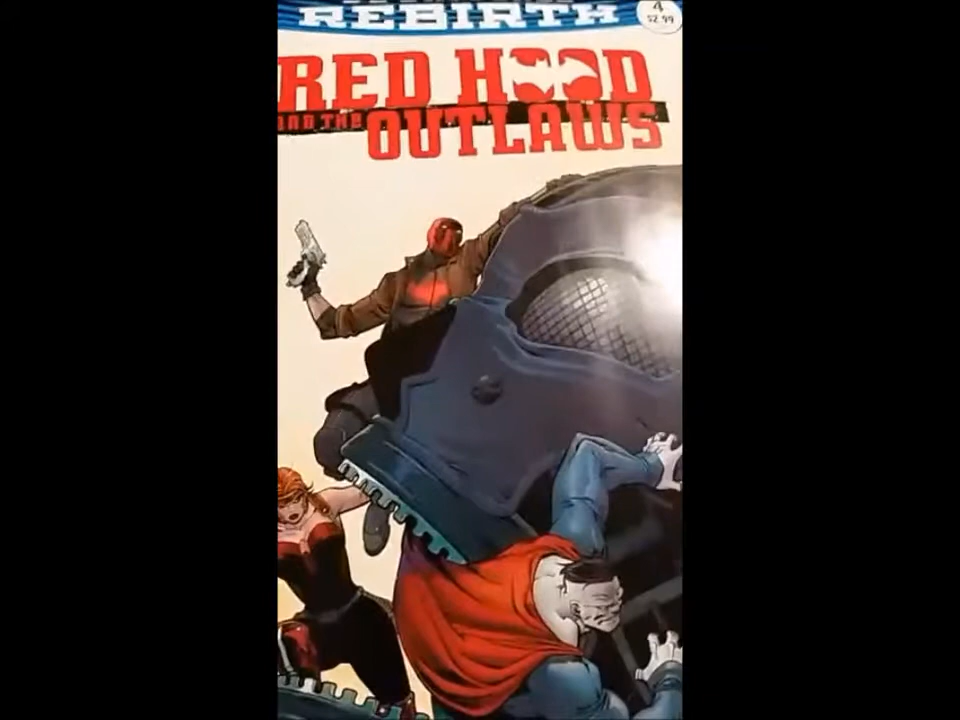 REBIRTH
4
$2.99
RED HOOD
AND THE
OUTLAWS